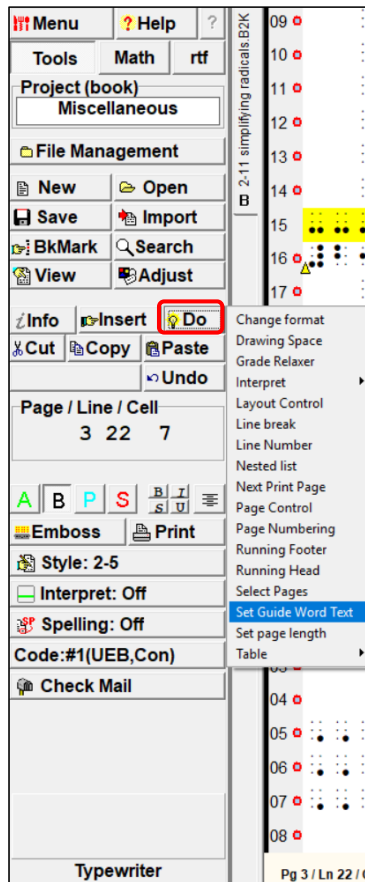 Menu ? Help ?
Tools Math rtf
Project (book)
Miscellaneous
File Management
New Open
Save Import
BkMark Search
View Adjust
Info Insert Do
Cut Copy Paste
Undo
Page / Line / Cell
3 22 7
A B P S B I S U
Emboss Print
Style: 2-5
Interpret: Off
Spelling: Off
Code:#1(UEB,Con)
Check Mail
Typewriter
B 2-11 simplifying radicals.B2K
09
10
11
12
13
14
15
16
17
Change format
Drawing Space
Grade Relaxer
Interpret
Layout Control
Line break
Line Number
Nested list
Next Print Page
Page Control
Page Numbering
Running Footer
Running Head
Select Pages
Set Guide Word Text
Set page length
Table
04
05
06
07
08
Pg 3 / Ln 22 /